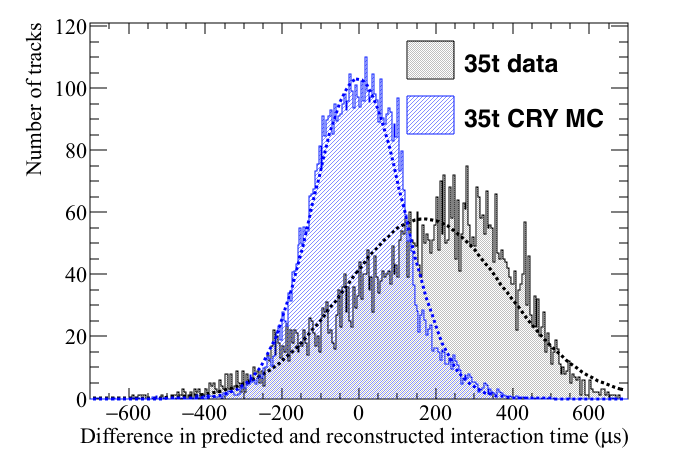 Number of tracks
120
100
80
60
40
20
0
35t data
35t CRY MC
−600 −400 −200 0 200 400 600
Difference in predicted and reconstructed interaction time (μs)